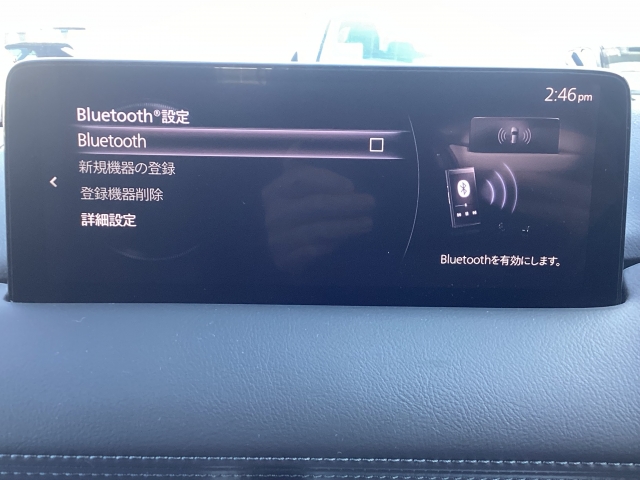 2:46pm
Bluetooth®設定
Bluetooth
新規機器の登録
登録機器削除
詳細設定
Bluetoothを有効にします。